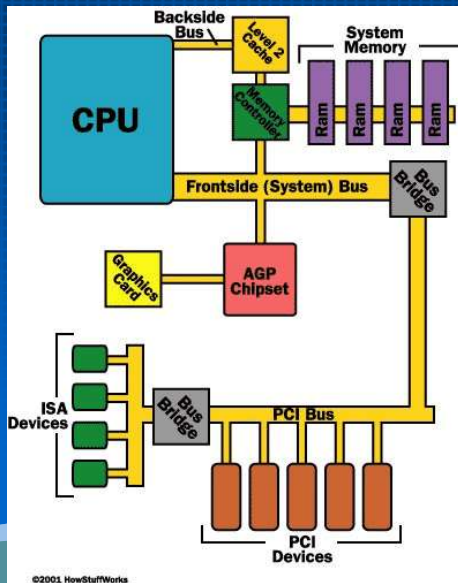 Backside
Bus
Level 2
Cache
System
Memory
CPU
Memory
Controller
Ram
Ram
Ram
Ram
Frontside (System) Bus
Bus
Bridge
Graphics
Card
AGP
Chipset
ISA
Devices
Bus
Bridge
PCI Bus
PCI
Devices
©2001 HowStuffWorks